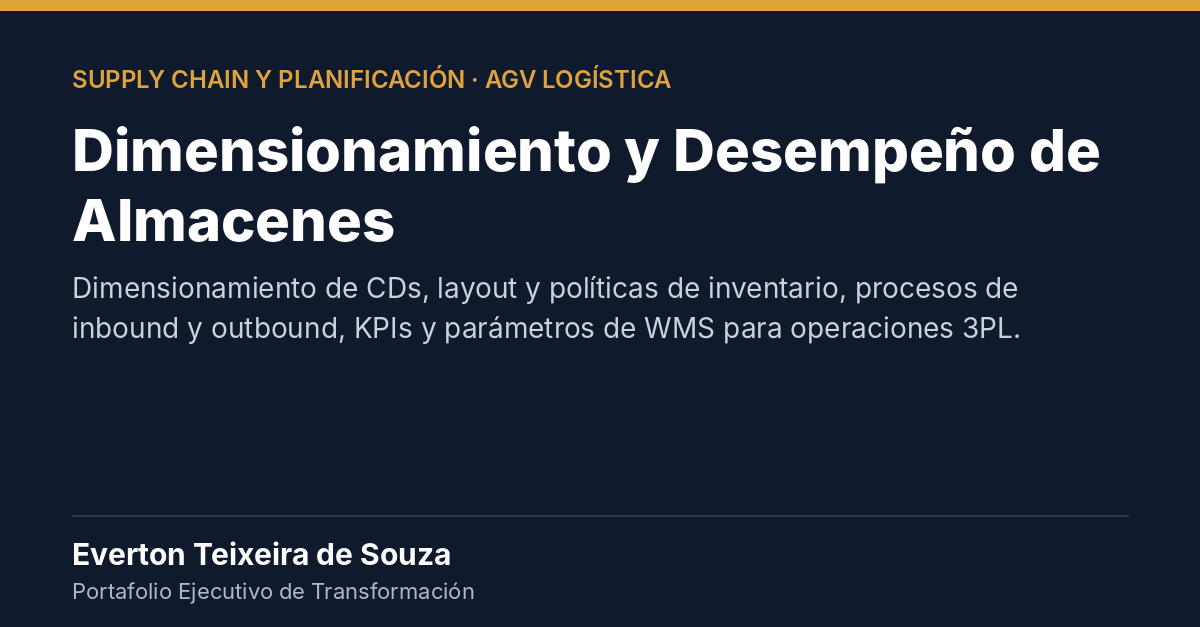 SUPPLY CHAIN Y PLANIFICACIÓN · AGV LOGÍSTICA
Dimensionamiento y Desempeño de
Almacenes
Dimensionamiento de CDs, layout y políticas de inventario, procesos de
inbound y outbound, KPIs y parámetros de WMS para operaciones 3PL.
Everton Teixeira de Souza
Portafolio Ejecutivo de Transformación